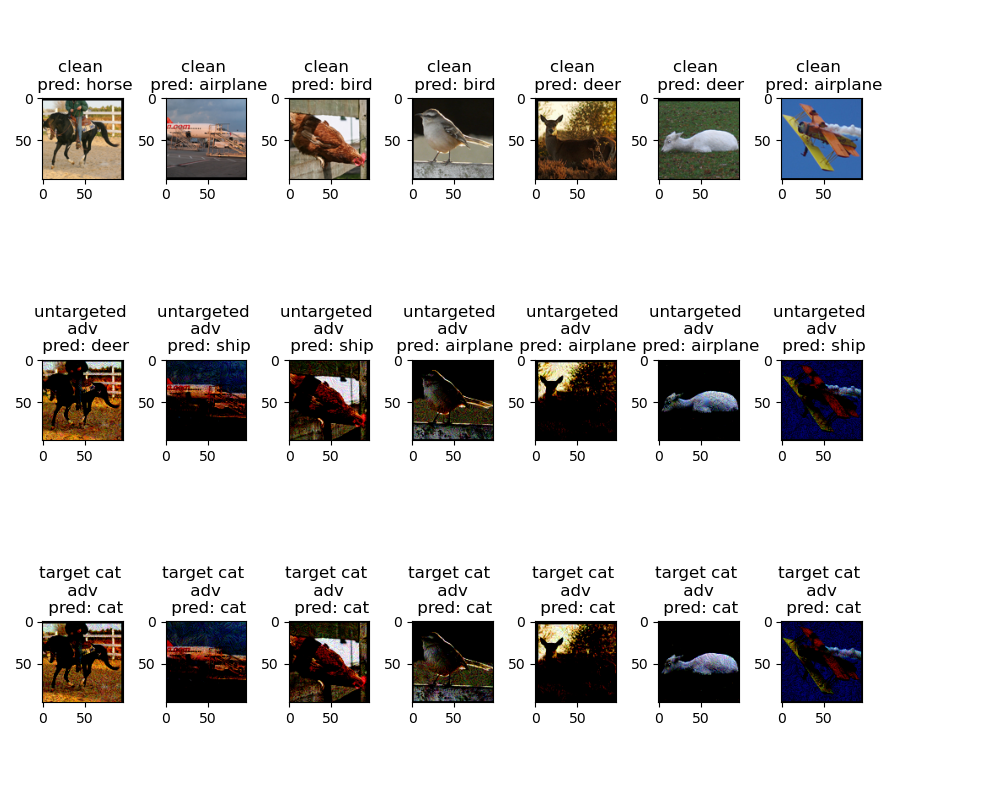 clean clean clean clean clean clean clean
pred: horse pred: airplane pred: bird pred: bird pred: deer pred: deer pred: airplane
0 0 0 0 0 0 0
50 50 50 50 50 50 50
0 50 0 50 0 50 0 50 0 50 0 50 0 50
untargeted untargeted untargeted untargeted untargeted untargeted untargeted
adv adv adv adv adv adv adv
pred: deer pred: ship pred: ship pred: airplane pred: airplane pred: airplane pred: ship
0 0 0 0 0 0 0
50 50 50 50 50 50 50
0 50 0 50 0 50 0 50 0 50 0 50 0 50
target cat target cat target cat target cat target cat target cat target cat
adv adv adv adv adv adv adv
pred: cat pred: cat pred: cat pred: cat pred: cat pred: cat pred: cat
0 0 0 0 0 0 0
50 50 50 50 50 50 50
0 50 0 50 0 50 0 50 0 50 0 50 0 50